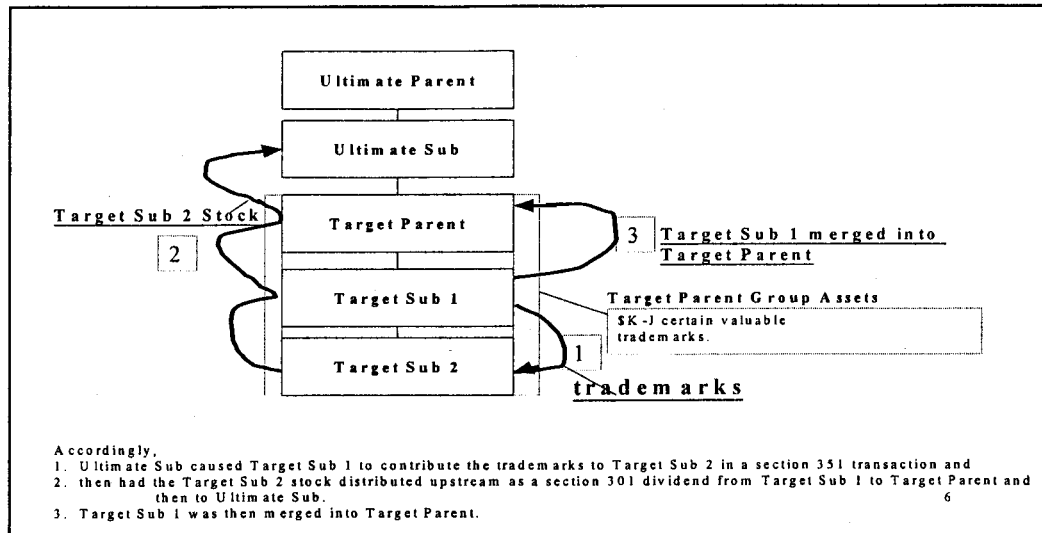 Ultimate Parent
Ultimate Sub
Target Sub 2 Stock
Target Parent
2
3
Target Sub 1 merged into
Target Parent
Target Sub 1
Target Parent Group Assets
$K-J certain valuable
trademarks.
1
Target Sub 2
trademarks
Accordingly,
1. Ultimate Sub caused Target Sub 1 to contribute the trademarks to Target Sub 2 in a section 351 transaction and
2. then had the Target Sub 2 stock distributed upstream as a section 301 dividend from Target Sub 1 to Target Parent and
then to Ultimate Sub.
6
3. Target Sub 1 was then merged into Target Parent.